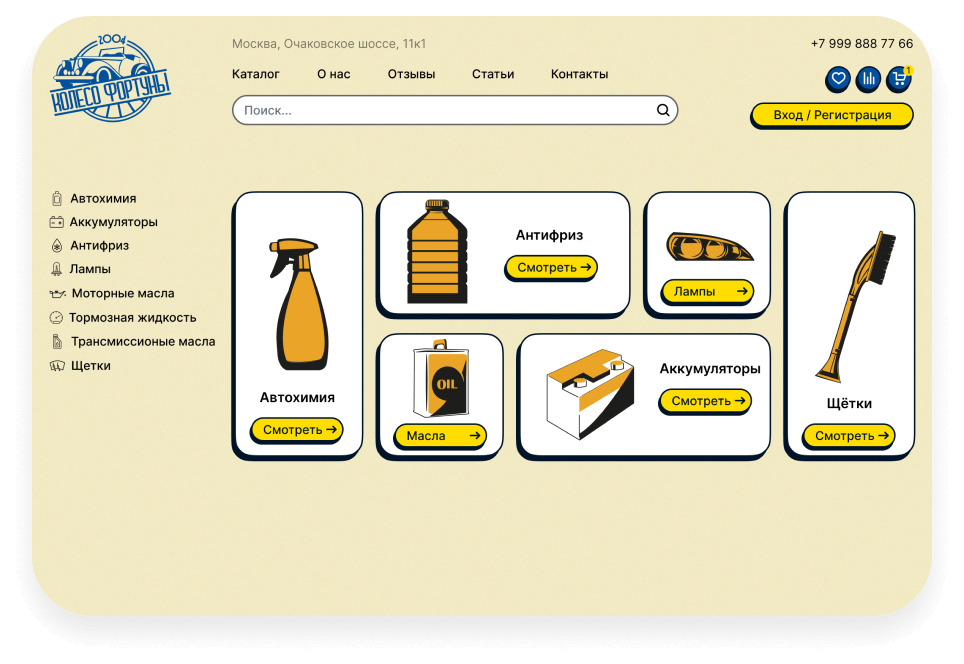 2004
КОЛЕСО ФОРТУНЫ
Москва, Очаковское шоссе, 11к1
+7 999 888 77 66
Каталог
О нас
Отзывы
Статьи
Контакты
1
Поиск...
Вход / Регистрация
Автохимия
Аккумуляторы
Антифриз
Лампы
Моторные масла
Тормозная жидкость
Трансмиссионые масла
Щетки
Автохимия
Смотреть
Антифриз
Смотреть
Лампы
OIL
Масла
Аккумуляторы
Смотреть
Щётки
Смотреть